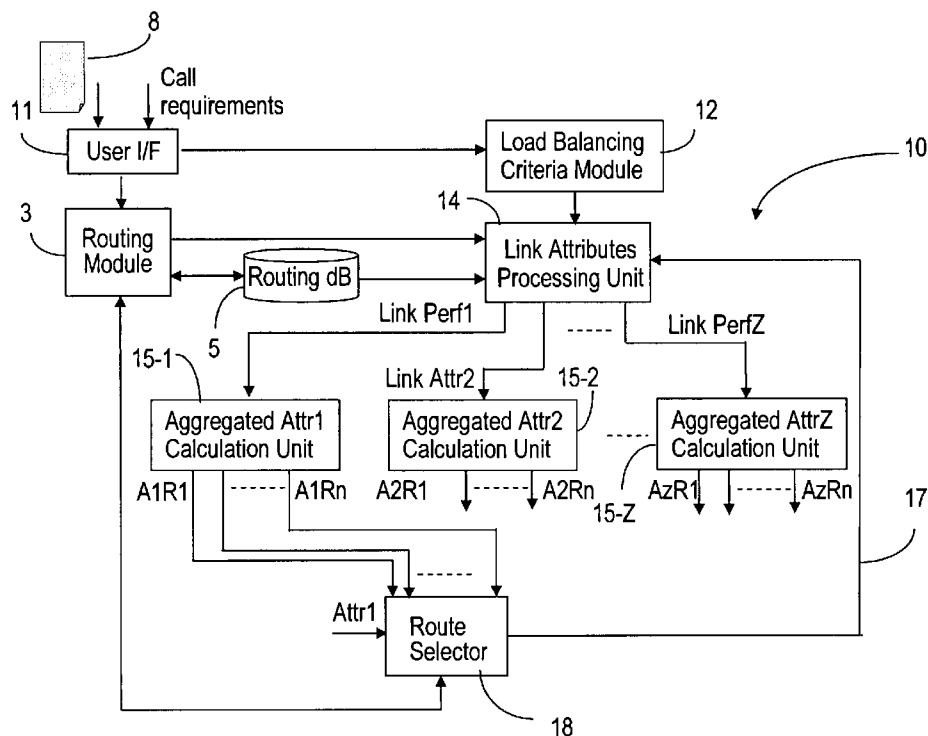 8
Call
requirements
11
User I/F
12
Load Balancing
Criteria Module
10
3
14
Routing
Module
Link Attributes
Processing Unit
Routing dB
5
Link Perf1
Link PerfZ
15-1
Link Attr2
15-2
Aggregated Attr1
Calculation Unit
Aggregated Attr2
Calculation Unit
Aggregated AttrZ
Calculation Unit
A1R1
A1Rn
A2R1
A2Rn
15-Z
AzR1
AzRn
17
Attr1
Route
Selector
18